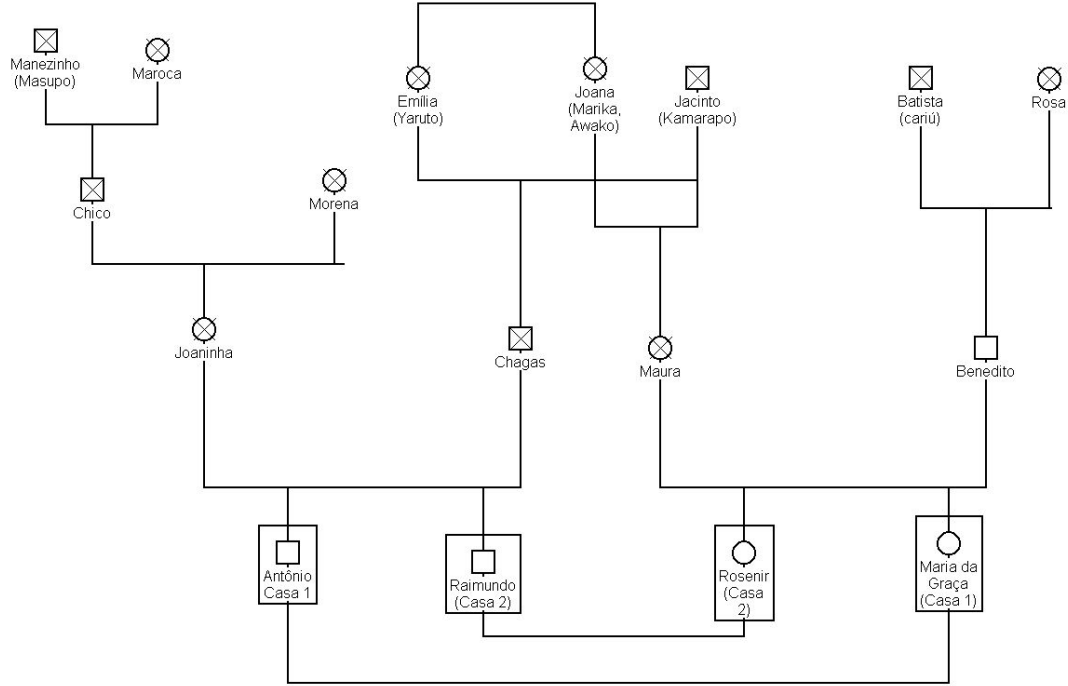 Manezinho
(Masupo)
Maroca
Emília
(Yaruto)
Joana
(Marika,
Awako)
Jacinto
(Kamarapo)
Batista
(cariú)
Rosa
Chico
Morena
Joaninha
Chagas
Maura
Benedito
Antônio
Casa 1
Raimundo
(Casa 2)
Rosenir
(Casa
2)
Maria da
Graça
(Casa 1)